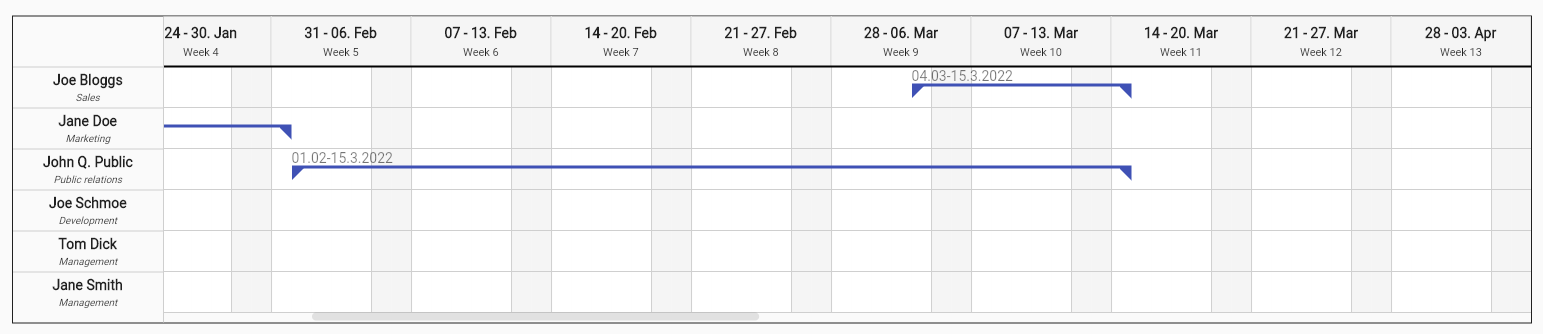 24 - 30. Jan 31 - 06. Feb 07 - 13. Feb 14 - 20. Feb 21 - 27. Feb 28 - 06. Mar 07 - 13. Mar 14 - 20. Mar 21 - 27. Mar 28 - 03. Apr
Week 4 Week 5 Week 6 Week 7 Week 8 Week 9 Week 10 Week 11 Week 12 Week 13
Joe Bloggs
Sales
04.03-15.3.2022
Jane Doe
Marketing
John Q. Public
Public relations
01.02-15.3.2022
Joe Schmoe
Development
Tom Dick
Management
Jane Smith
Management